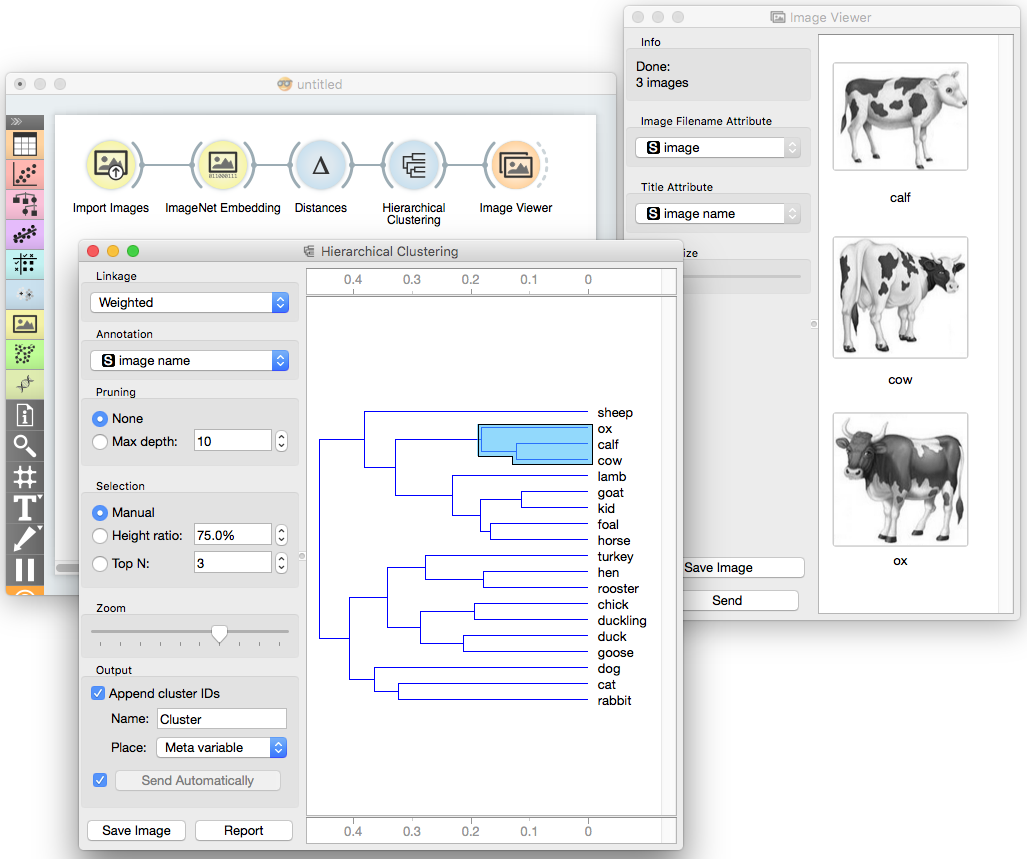 Image Viewer
Info
Done:
3 images
Image Filename Attribute
S image
Title Attribute
S image name
ize
Save Image
Send
calf
cow
ox
untitled
Import Images
ImageNet Embedding
011000111
Distances
Δ
Hierarchical
Clustering
Image Viewer
Hierarchical Clustering
Linkage
Weighted
Annotation
S image name
Pruning
None
Max depth: 10
Selection
Manual
Height ratio: 75.0%
Top N: 3
Zoom
Output
Append cluster IDs
Name: Cluster
Place: Meta variable
Send Automatically
Save Image
Report
0.4 0.3 0.2 0.1 0
sheep
ox
calf
cow
lamb
goat
kid
foal
horse
turkey
hen
rooster
chick
duckling
duck
goose
dog
cat
rabbit
0.4 0.3 0.2 0.1 0